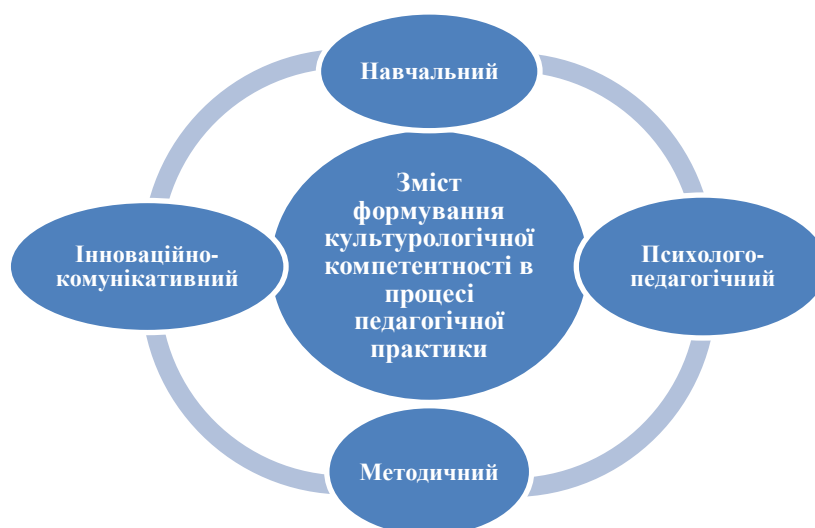 Навчальний
Зміст
формування
культурологічної
компетентності в
процесі
педагогічної
практики
Інноваційно-
комунікативний
Психолого-
педагогічний
Методичний